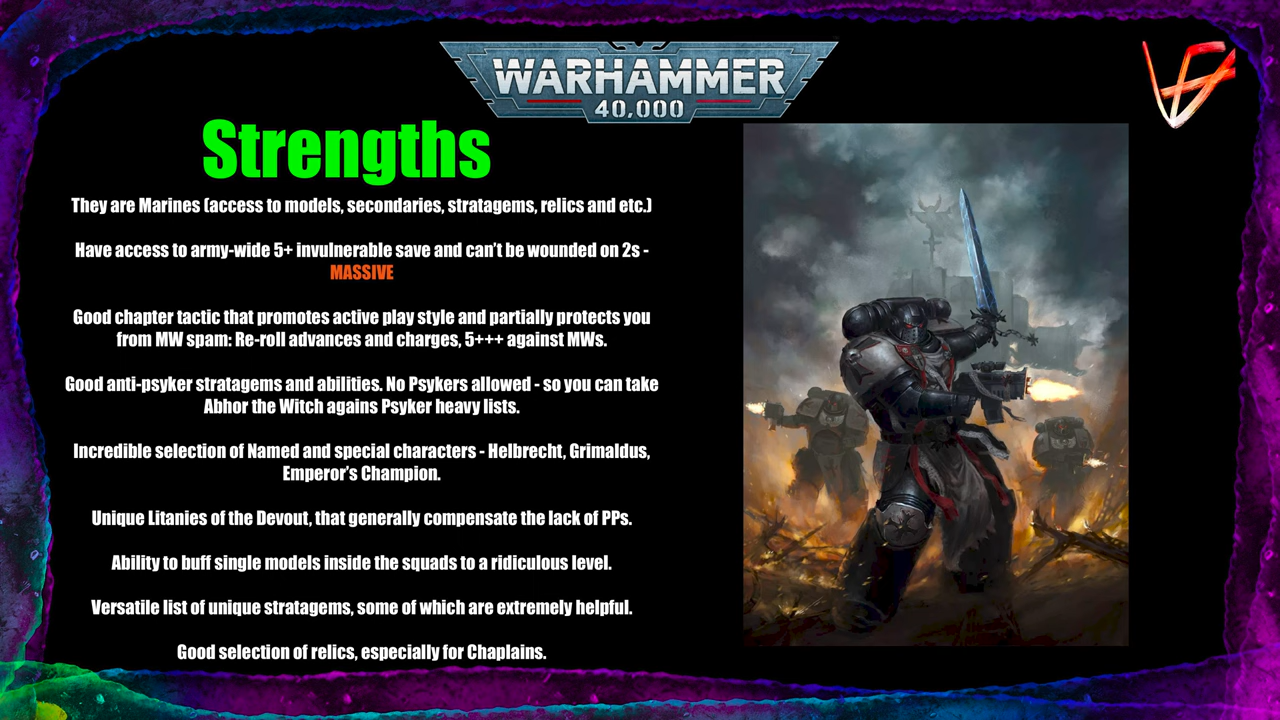 WARHAMMER
40,000
Strengths
They are Marines (access to models, secondaries, stratagems, relics and etc.)
Have access to army-wide 5+ invulnerable save and can't be wounded on 2s -
MASSIVE
Good chapter tactic that promotes active play style and partially protects you
from MW spam: Re-roll advances and charges, 5+++ against MWs.
Good anti-psyker stratagems and abilities. No Psykers allowed - so you can take
Abhor the Witch agains Psyker heavy lists.
Incredible selection of Named and special characters - Helbrecht, Grimaldus,
Emperor's Champion.
Unique Litanies of the Devout, that generally compensate the lack of PPs.
Ability to buff single models inside the squads to a ridiculous level.
Versatile list of unique stratagems, some of which are extremely helpful.
Good selection of relics, especially for Chaplains.